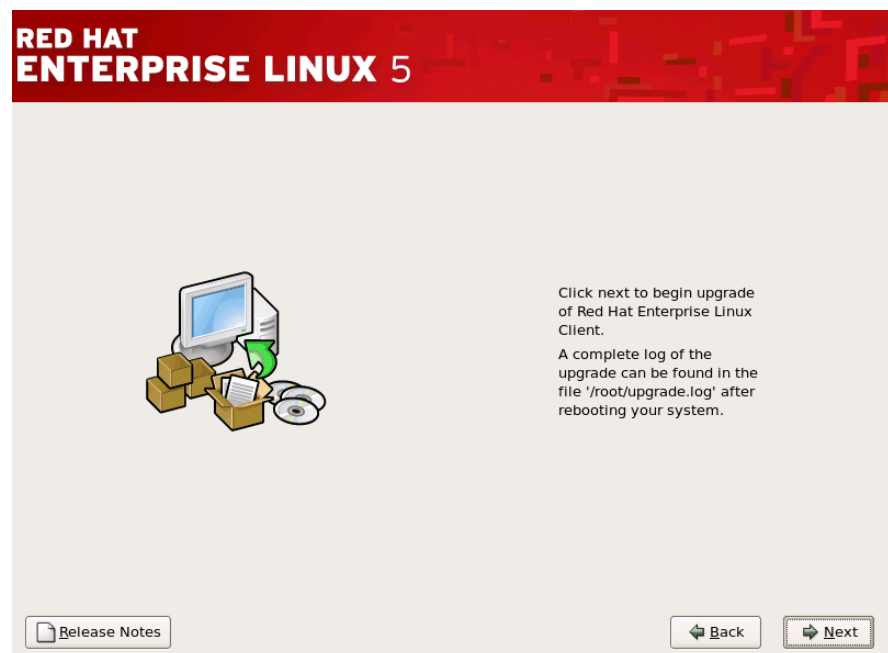 RED HAT
ENTERPRISE LINUX 5
Click next to begin upgrade
of Red Hat Enterprise Linux
Client.
A complete log of the
upgrade can be found in the
file '/root/upgrade.log' after
rebooting your system.
Release Notes
Back
Next